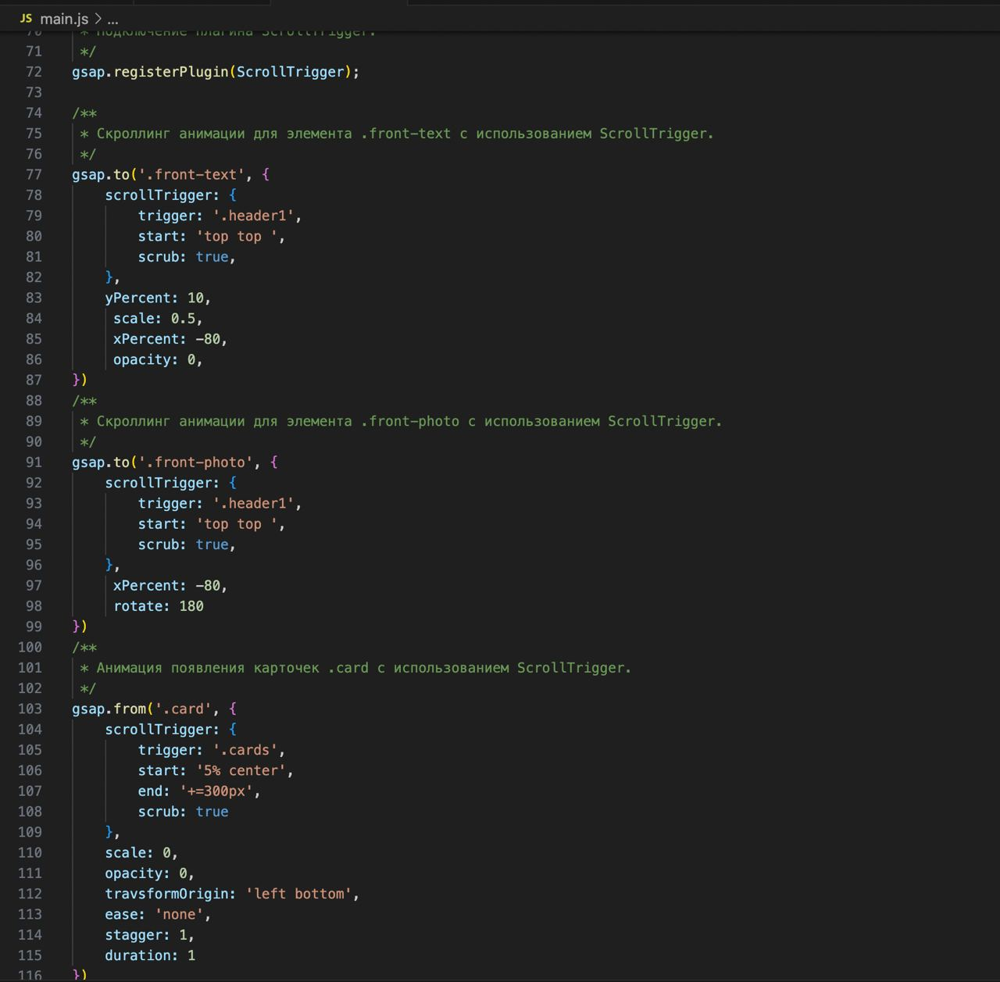 JS main.js > ...
70 * Подключение плагина ScrollTrigger.
71 */
72 gsap.registerPlugin(ScrollTrigger);
73
74 /**
75 * Скроллинг анимации для элемента .front-text с использованием ScrollTrigger.
76 */
77 gsap.to('.front-text', {
78 scrollTrigger: {
79 trigger: '.header1',
80 start: 'top top ',
81 scrub: true,
82 },
83 yPercent: 10,
84 scale: 0.5,
85 xPercent: -80,
86 opacity: 0,
87 })
88 /**
89 * Скроллинг анимации для элемента .front-photo с использованием ScrollTrigger.
90 */
91 gsap.to('.front-photo', {
92 scrollTrigger: {
93 trigger: '.header1',
94 start: 'top top ',
95 scrub: true,
96 },
97 xPercent: -80,
98 rotate: 180
99 })
100 /**
101 * Анимация появления карточек .card с использованием ScrollTrigger.
102 */
103 gsap.from('.card', {
104 scrollTrigger: {
105 trigger: '.cards',
106 start: '5% center',
107 end: '+=300px',
108 scrub: true
109 },
110 scale: 0,
111 opacity: 0,
112 travsformOrigin: 'left bottom',
113 ease: 'none',
114 stagger: 1,
115 duration: 1
116 })